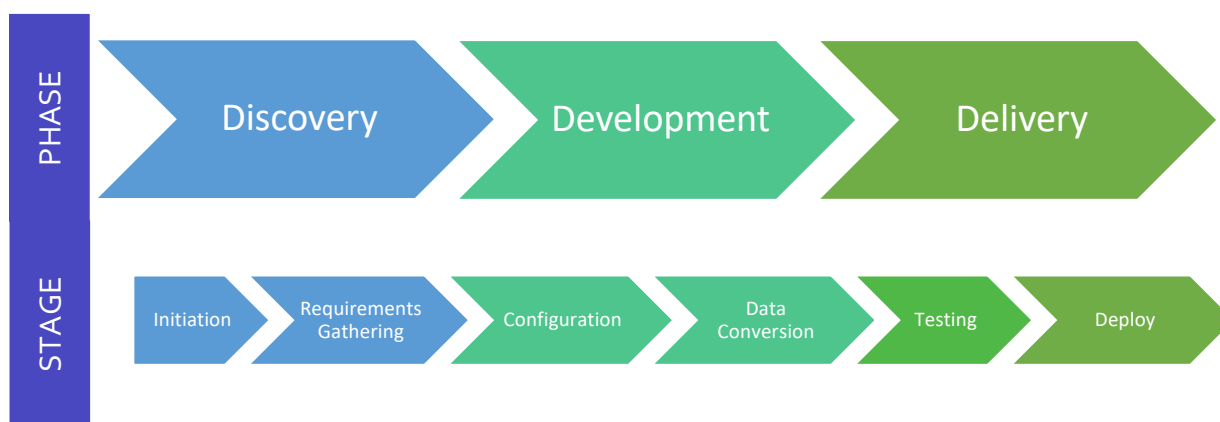 PHASE
Discovery
Development
Delivery
STAGE
Initiation
Requirements
Gathering
Configuration
Data
Conversion
Testing
Deploy